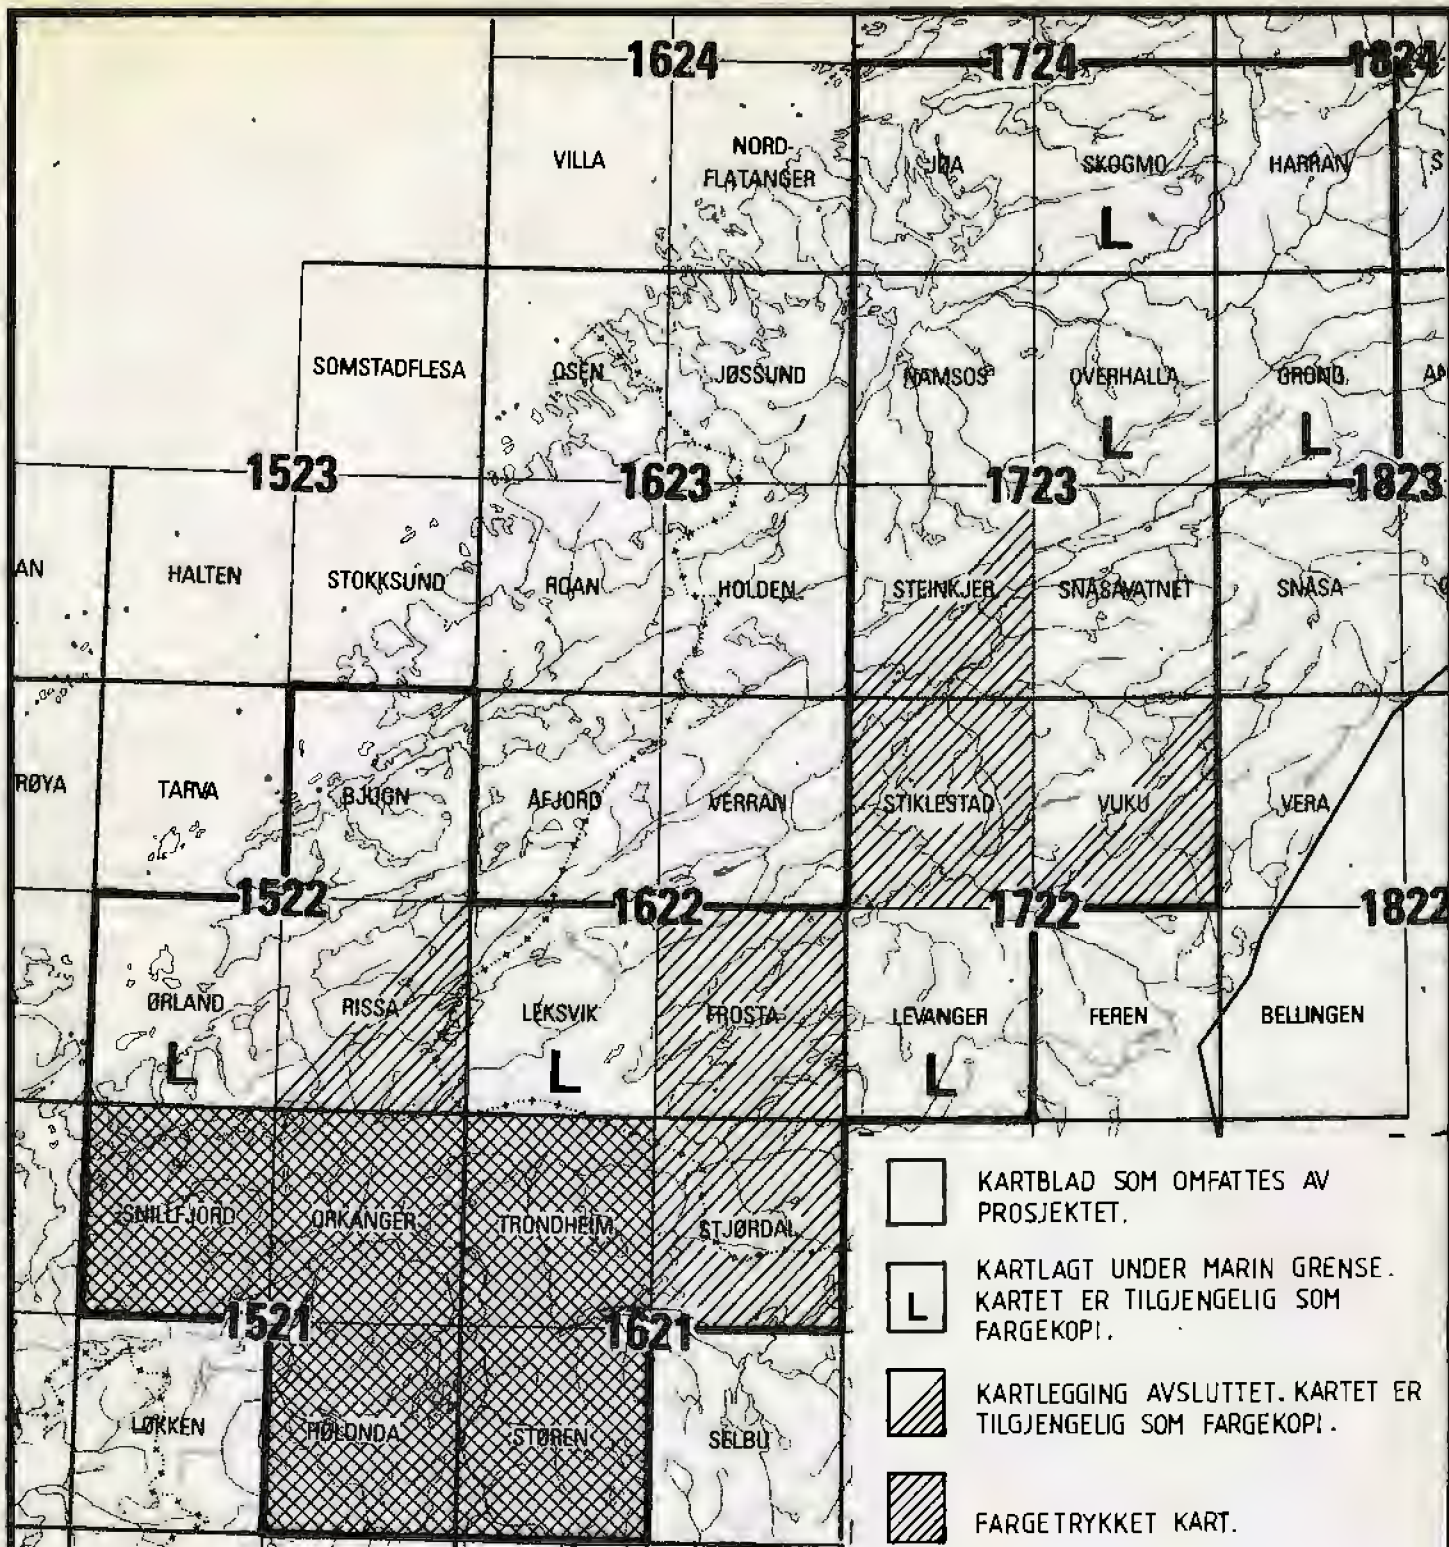 1624
1724
1824
VILLA
NORD-
FLATANGER
JØA
SKOGMO
HARRAN
S
L
SOMSTADFLESA
OSEN
JØSSUND
NAMSOS
OVERHALLA
GRONG
AN
L
L
1523
1623
1723
1823
AN
HALTEN
STOKKSUND
ROAN
HOLDEN
STEINKJER
SNÅSAVATNET
SNÅSA
RØYA
TARVA
BJUGN
ÅFJORD
VERRAN
STIKLESTAD
VUKU
VERA
1522
1622
1722
1822
ØRLAND
RISSA
LEKSVIK
FROSTA
LEVANGER
FEREN
BELLINGEN
L
L
L
SNILLFJORD
ORKANGER
TRONDHEIM
STJØRDAL
1521
1621
LØKKEN
HØLONDA
STØREN
SELBU
KARTBLAD SOM OMFATTES AV
PROSJEKTET.
L
KARTLAGT UNDER MARIN GRENSE.
KARTET ER TILGJENGELIG SOM
FARGEKOPI.
KARTLEGGING AVSLUTTET. KARTET ER
TILGJENGELIG SOM FARGEKOPI.
FARGETRYKKET KART.